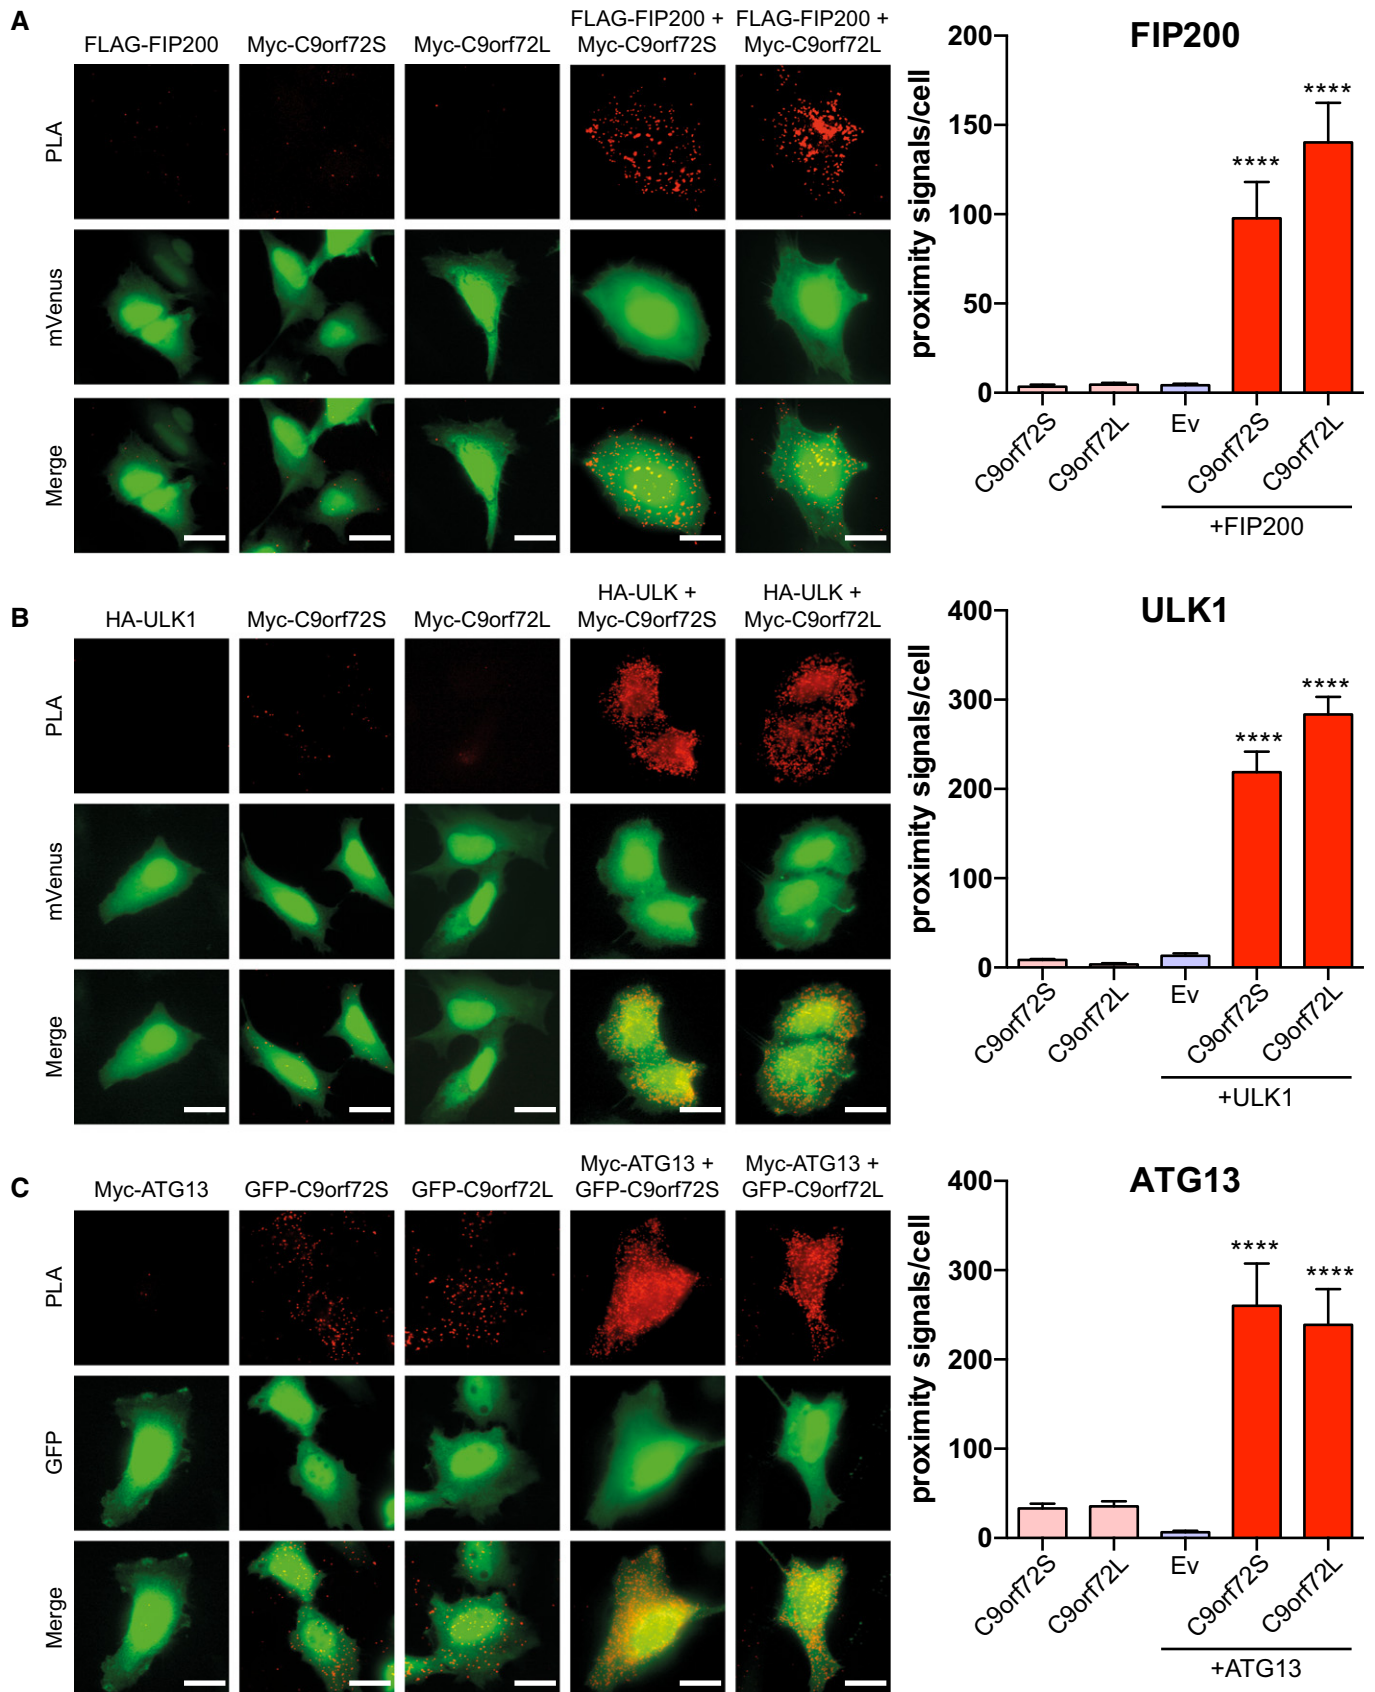 A
FLAG-FIP200
Myc-C9orf72S
Myc-C9orf72L
FLAG-FIP200 +
Myc-C9orf72S
FLAG-FIP200 +
Myc-C9orf72L
PLA
mVenus
Merge
FIP200
proximity signals/cell
200
150
100
50
0
****
****
C9orf72S
C9orf72L
Ev
C9orf72S
C9orf72L
+FIP200
B
HA-ULK1
Myc-C9orf72S
Myc-C9orf72L
HA-ULK +
Myc-C9orf72S
HA-ULK +
Myc-C9orf72L
PLA
mVenus
Merge
ULK1
proximity signals/cell
400
300
200
100
0
****
****
C9orf72S
C9orf72L
Ev
C9orf72S
C9orf72L
+ULK1
C
Myc-ATG13
GFP-C9orf72S
GFP-C9orf72L
Myc-ATG13 +
GFP-C9orf72S
Myc-ATG13 +
GFP-C9orf72L
PLA
GFP
Merge
ATG13
proximity signals/cell
400
300
200
100
0
****
****
C9orf72S
C9orf72L
Ev
C9orf72S
C9orf72L
+ATG13